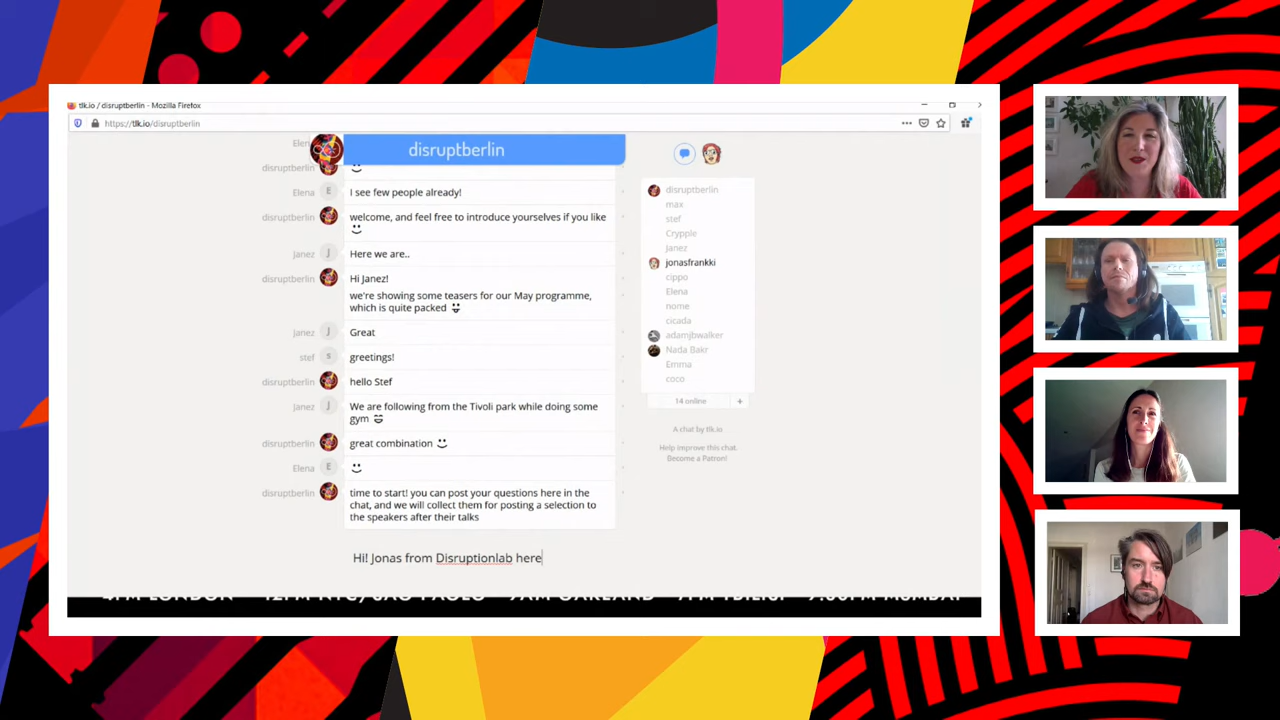 tlk.io / disruptberlin - Mozilla Firefox
https://tlk.io/disruptberlin
disruptberlin
disruptberlin
Elena E I see few people already!
disruptberlin welcome, and feel free to introduce yourselves if you like
Janez J Here we are..
disruptberlin Hi Janez!
we're showing some teasers for our May programme,
which is quite packed
Janez J Great
stef s greetings!
disruptberlin hello Stef
Janez J We are following from the Tivoli park while doing some
gym
disruptberlin great combination
Elena E
disruptberlin time to start! you can post your questions here in the
chat, and we will collect them for posting a selection to
the speakers after their talks
Hi! Jonas from Disruptionlab here
disruptberlin
max
stef
Crypple
Janez
jonasfrankki
cippo
Elena
nome
cicada
adamjbwalker
Nada Bakr
Emma
coco
14 online +
A chat by tlk.io
Help improve this chat.
Become a Patron!